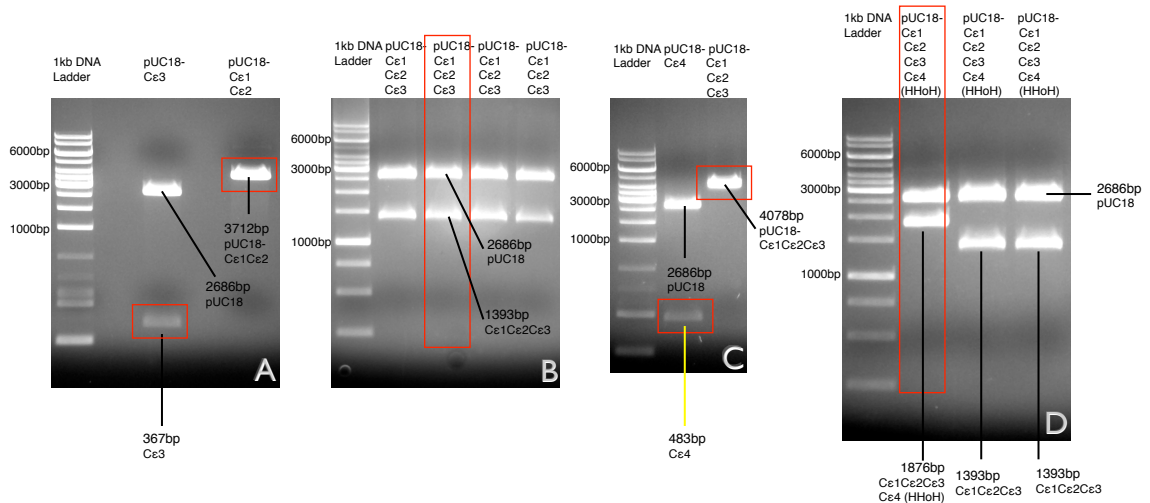 1kb DNA
Ladder
pUC18-
Cε3
pUC18-
Cε1
Cε2
6000bp
3000bp
1000bp
3712bp
pUC18-
Cε1Cε2
2686bp
pUC18
A
367bp
Cε3
1kb DNA
Ladder
pUC18-
Cε1
Cε2
Cε3
pUC18-
Cε1
Cε2
Cε3
pUC18-
Cε1
Cε2
Cε3
pUC18-
Cε1
Cε2
Cε3
6000bp
3000bp
1000bp
2686bp
pUC18
1393bp
Cε1Cε2Cε3
B
1kb DNA
Ladder
pUC18-
Cε4
pUC18-
Cε1
Cε2
Cε3
6000bp
3000bp
1000bp
4078bp
pUC18-
Cε1Cε2Cε3
2686bp
pUC18
C
483bp
Cε4
1kb DNA
Ladder
pUC18-
Cε1
Cε2
Cε3
Cε4
(HHoH)
pUC18-
Cε1
Cε2
Cε3
Cε4
(HHoH)
pUC18-
Cε1
Cε2
Cε3
Cε4
(HHoH)
6000bp
3000bp
1000bp
2686bp
pUC18
D
1876bp
Cε1Cε2Cε3
Cε4 (HHoH)
1393bp
Cε1Cε2Cε3
1393bp
Cε1Cε2Cε3